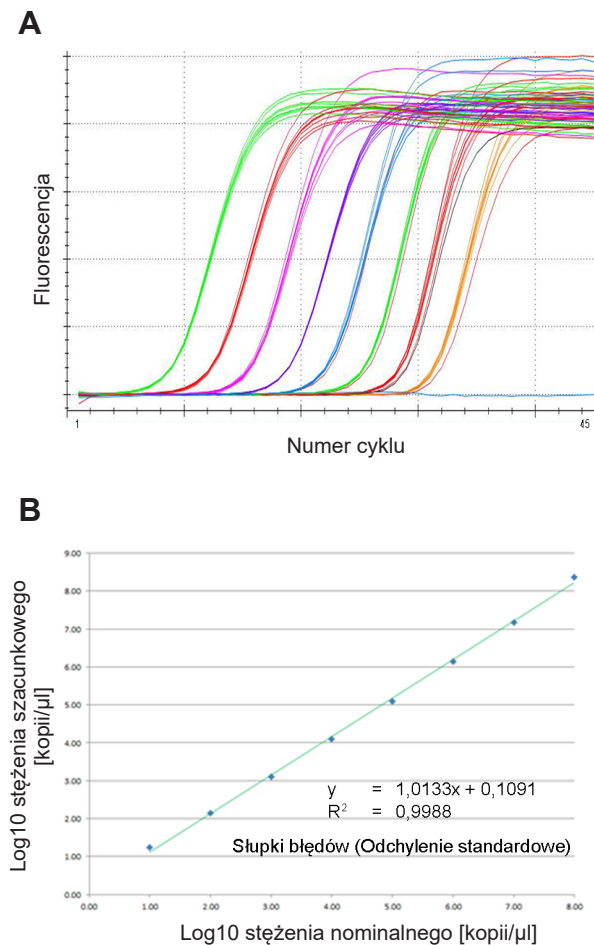 A
Fluorescencja
1
45
Numer cyklu
B
Log10 stężenia szacunkowego
[kopii/µl]
9.00
8.00
7.00
6.00
5.00
4.00
3.00
2.00
1.00
0.00
y = 1,0133x + 0,1091
R² = 0,9988
Słupki błędów (Odchylenie standardowe)
0.00 1.00 2.00 3.00 4.00 5.00 6.00 7.00 8.00
Log10 stężenia nominalnego [kopii/µl]